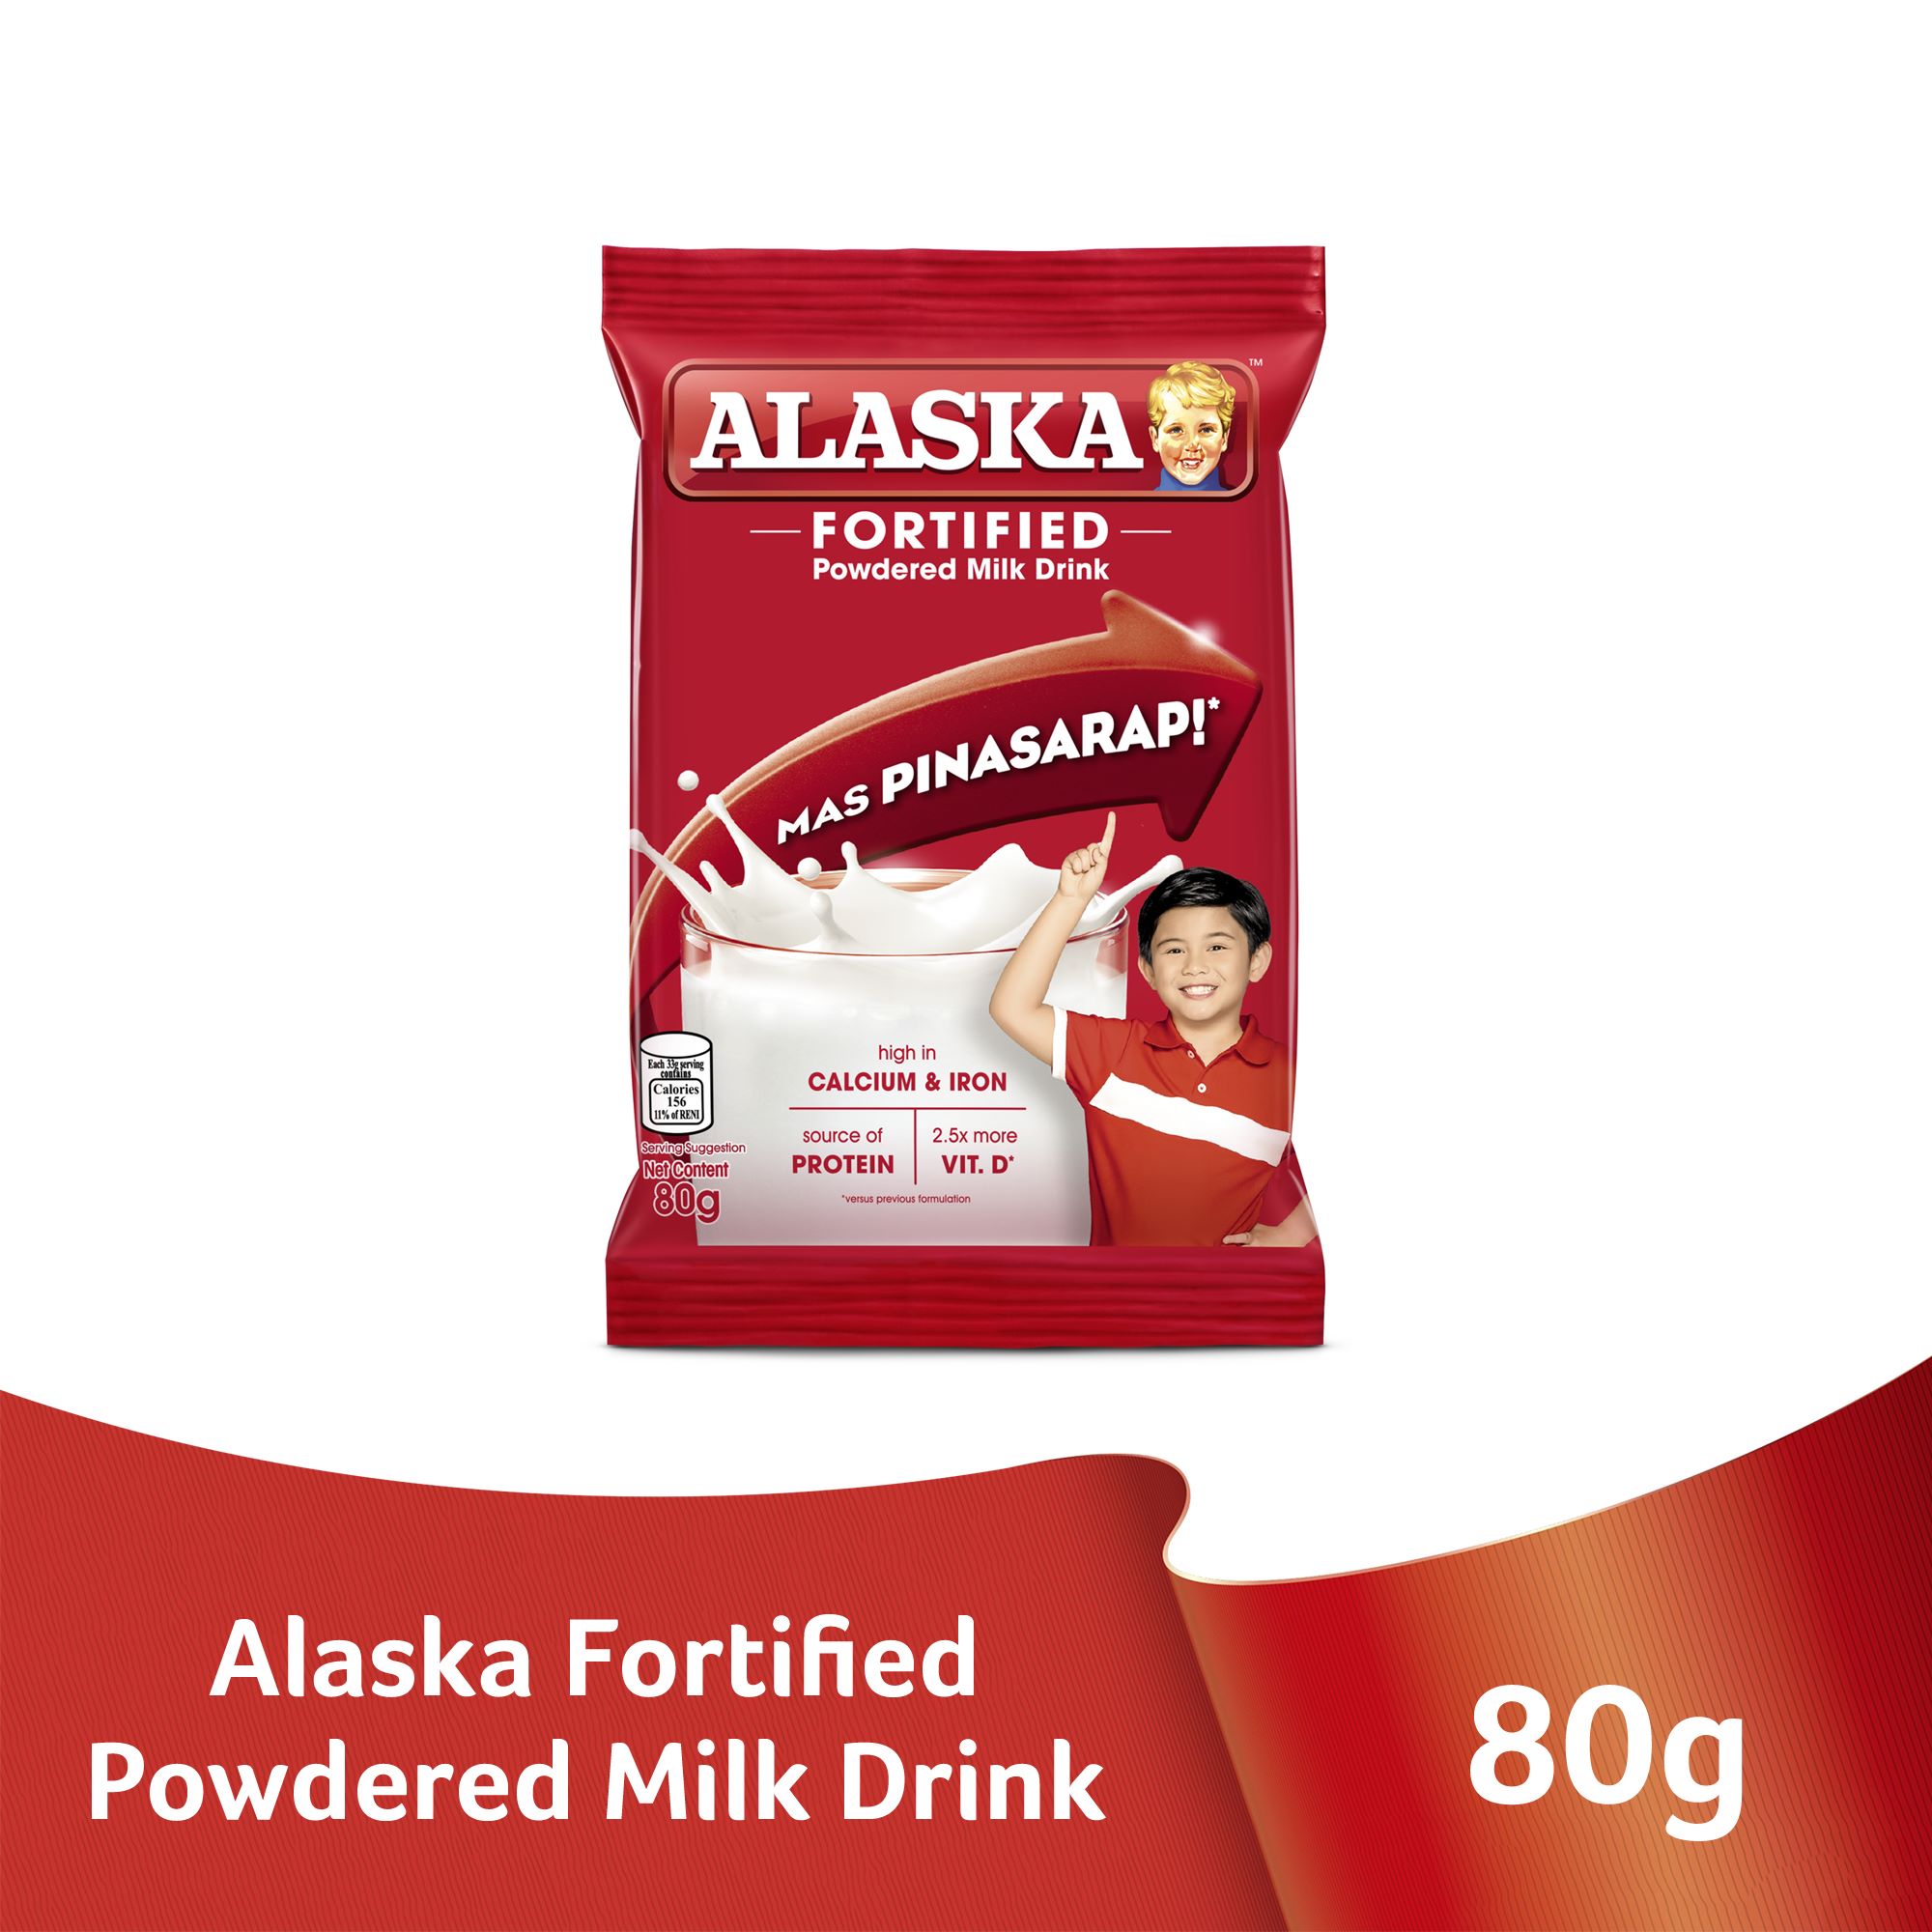 ALASKA
TM
FORTIFIED
Powdered Milk Drink
MAS PINASARAP!*
high in
CALCIUM & IRON
source of
PROTEIN
2.5x more
VIT. D*
*versus previous formulation
Each 33g serving
contains
Calories
156
11% of RENI
Serving Suggestion
Net Content
80g
Alaska Fortified
Powdered Milk Drink
80g